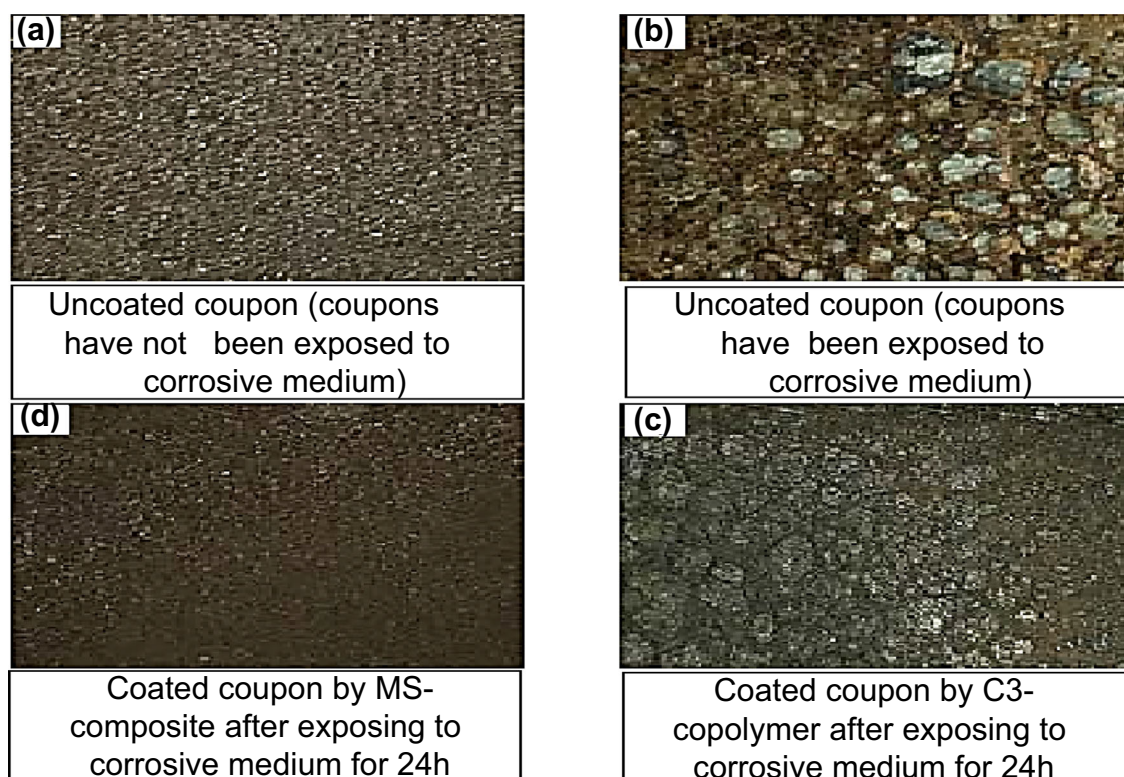 (a)
Uncoated coupon (coupons
have not been exposed to
corrosive medium)
(b)
Uncoated coupon (coupons
have been exposed to
corrosive medium)
(d)
Coated coupon by MS-
composite after exposing to
corrosive medium for 24h
(c)
Coated coupon by C3-
copolymer after exposing to
corrosive medium for 24h